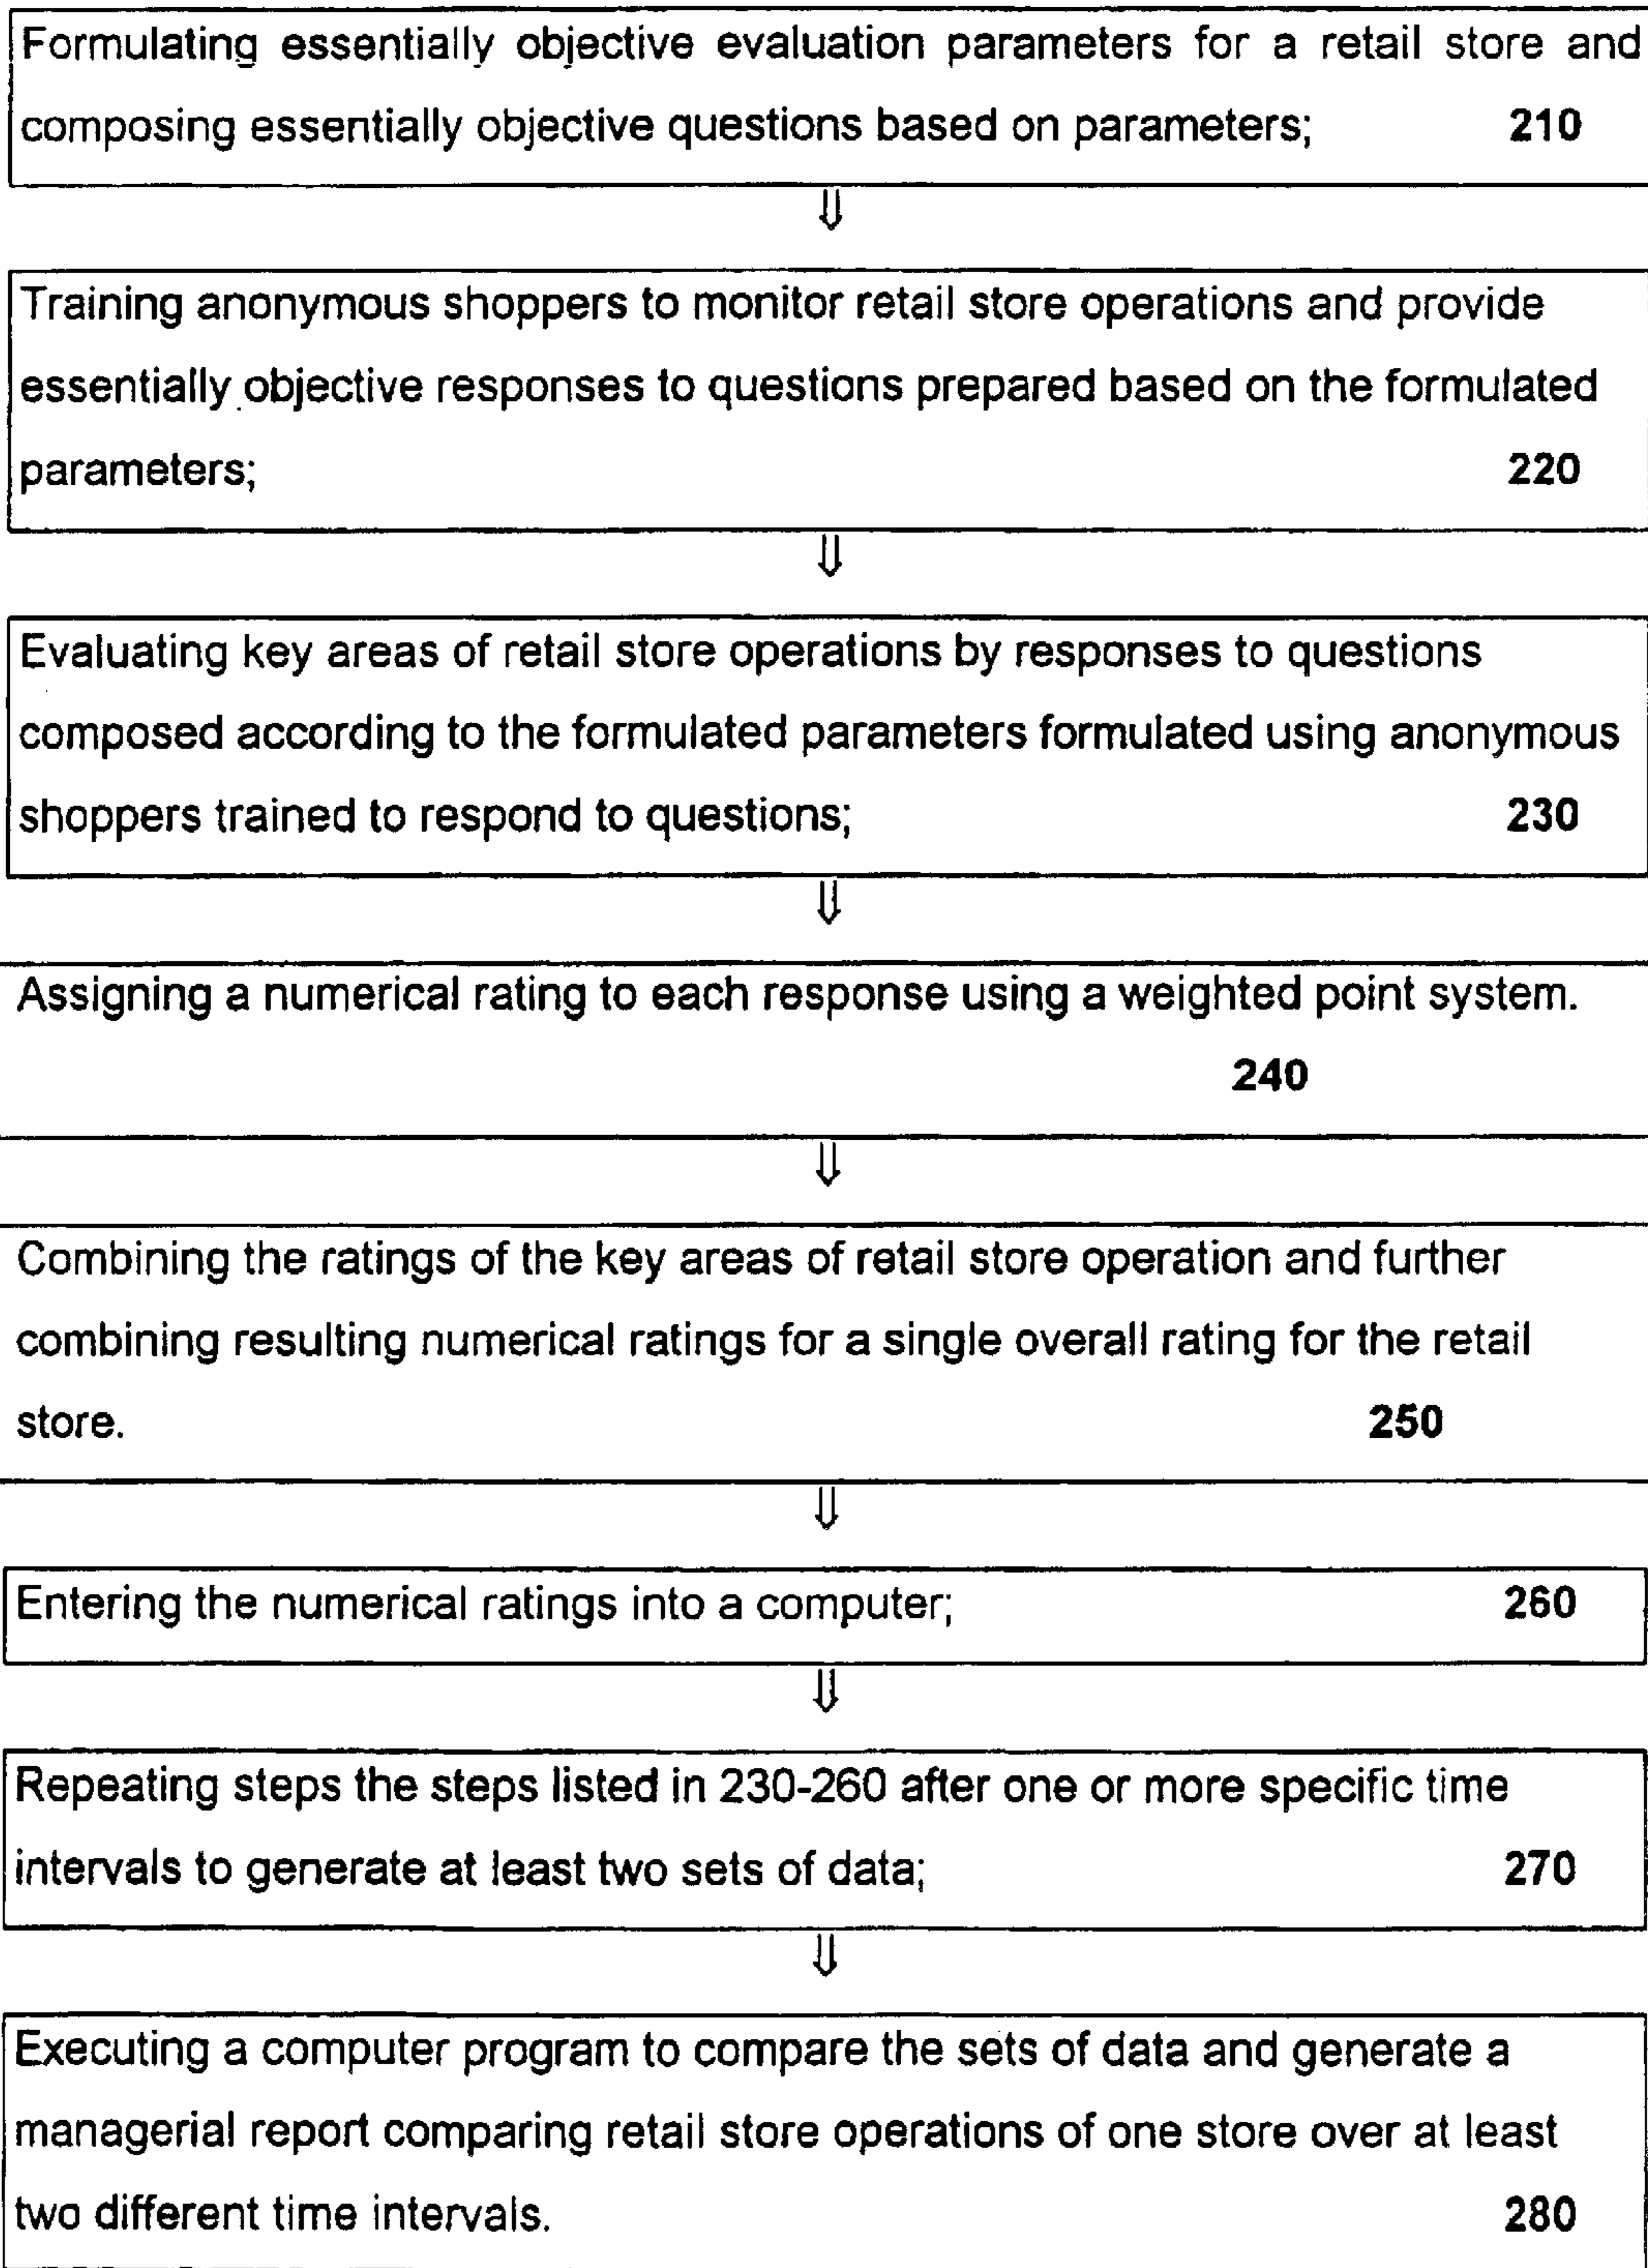 Formulating essentially objective evaluation parameters for a retail store and
composing essentially objective questions based on parameters; 210
⇓
Training anonymous shoppers to monitor retail store operations and provide
essentially objective responses to questions prepared based on the formulated
parameters; 220
⇓
Evaluating key areas of retail store operations by responses to questions
composed according to the formulated parameters formulated using anonymous
shoppers trained to respond to questions; 230
⇓
Assigning a numerical rating to each response using a weighted point system.
240
⇓
Combining the ratings of the key areas of retail store operation and further
combining resulting numerical ratings for a single overall rating for the retail
store. 250
⇓
Entering the numerical ratings into a computer; 260
⇓
Repeating steps the steps listed in 230-260 after one or more specific time
intervals to generate at least two sets of data; 270
⇓
Executing a computer program to compare the sets of data and generate a
managerial report comparing retail store operations of one store over at least
two different time intervals. 280